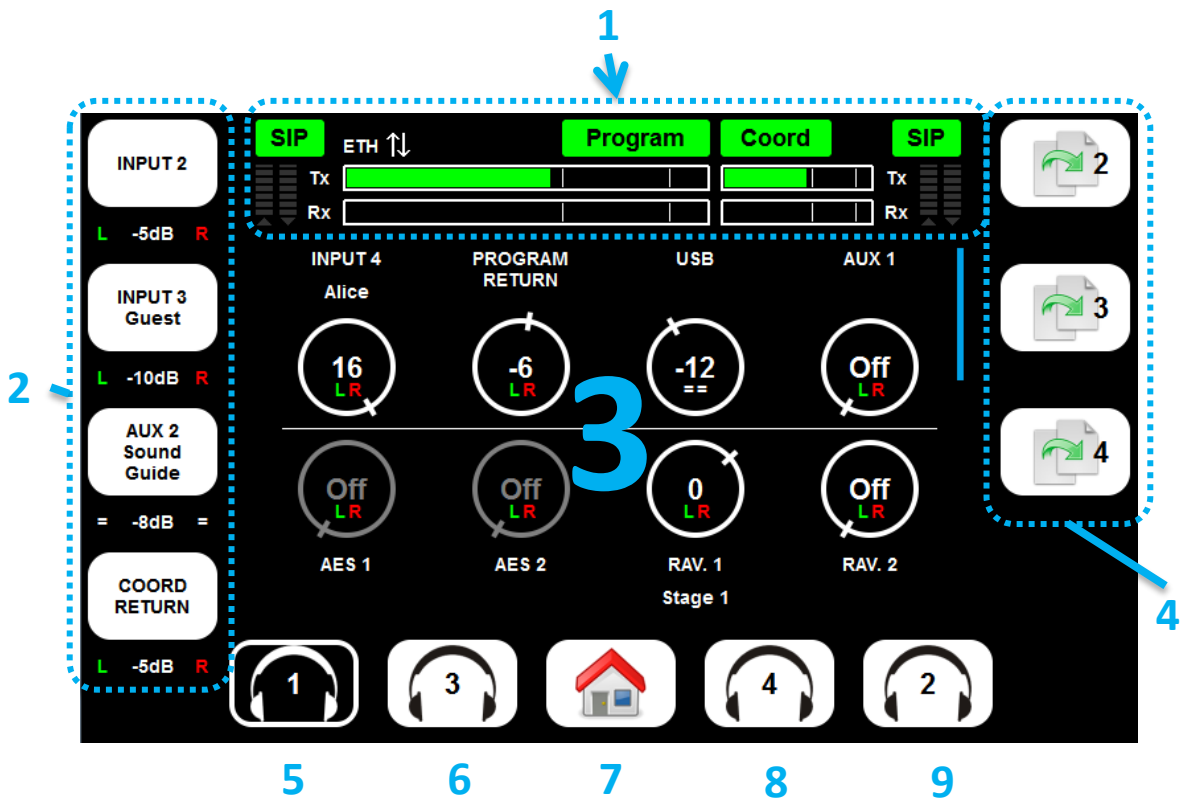 1
SIP
ETH
Program
Coord
SIP
Tx
Tx
Rx
Rx
INPUT 2
L -5dB R
INPUT 3
Guest
L -10dB R
2
AUX 2
Sound
Guide
= -8dB =
COORD
RETURN
L -5dB R
INPUT 4
Alice
16
L R
PROGRAM
RETURN
-6
L R
USB
-12
= =
AUX 1
Off
L R
3
Off
L R
AES 1
Off
L R
AES 2
0
L R
RAV. 1
Stage 1
Off
L R
RAV. 2
2
3
4
4
1
3
4
2
5
6
7
8
9